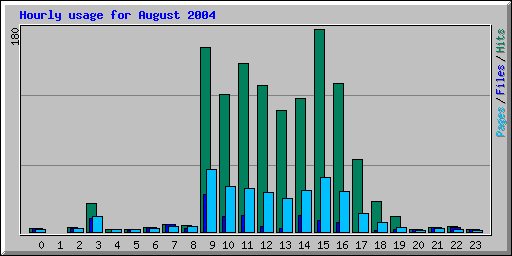 Hourly usage for August 2004
180
Pages/Files/Hits
0 1 2 3 4 5 6 7 8 9 10 11 12 13 14 15 16 17 18 19 20 21 22 23